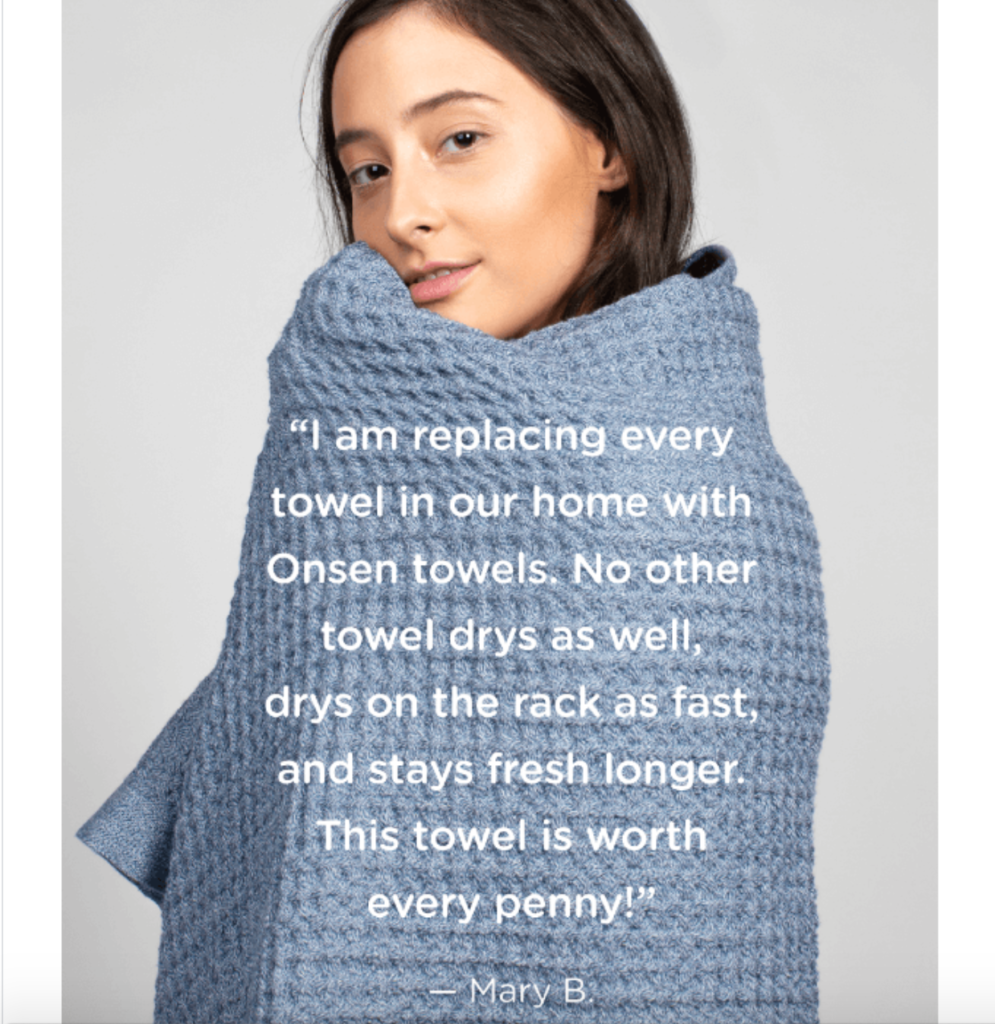 “I am replacing every
towel in our home with
Onsen towels. No other
towel drys as well,
drys on the rack as fast,
and stays fresh longer.
This towel is worth
every penny!”
— Mary B.